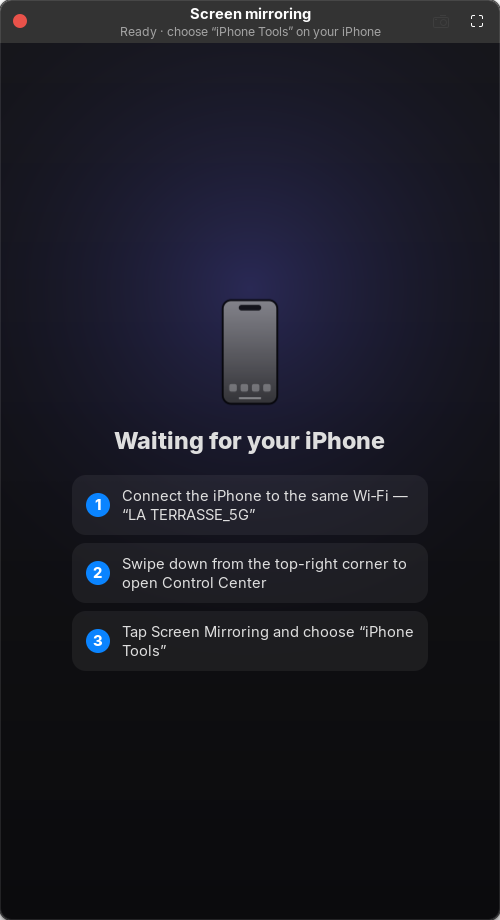 Screen mirroring
Ready · choose “iPhone Tools” on your iPhone
Waiting for your iPhone
1
Connect the iPhone to the same Wi-Fi —
“LA TERRASSE_5G”
2
Swipe down from the top-right corner to
open Control Center
3
Tap Screen Mirroring and choose “iPhone
Tools”